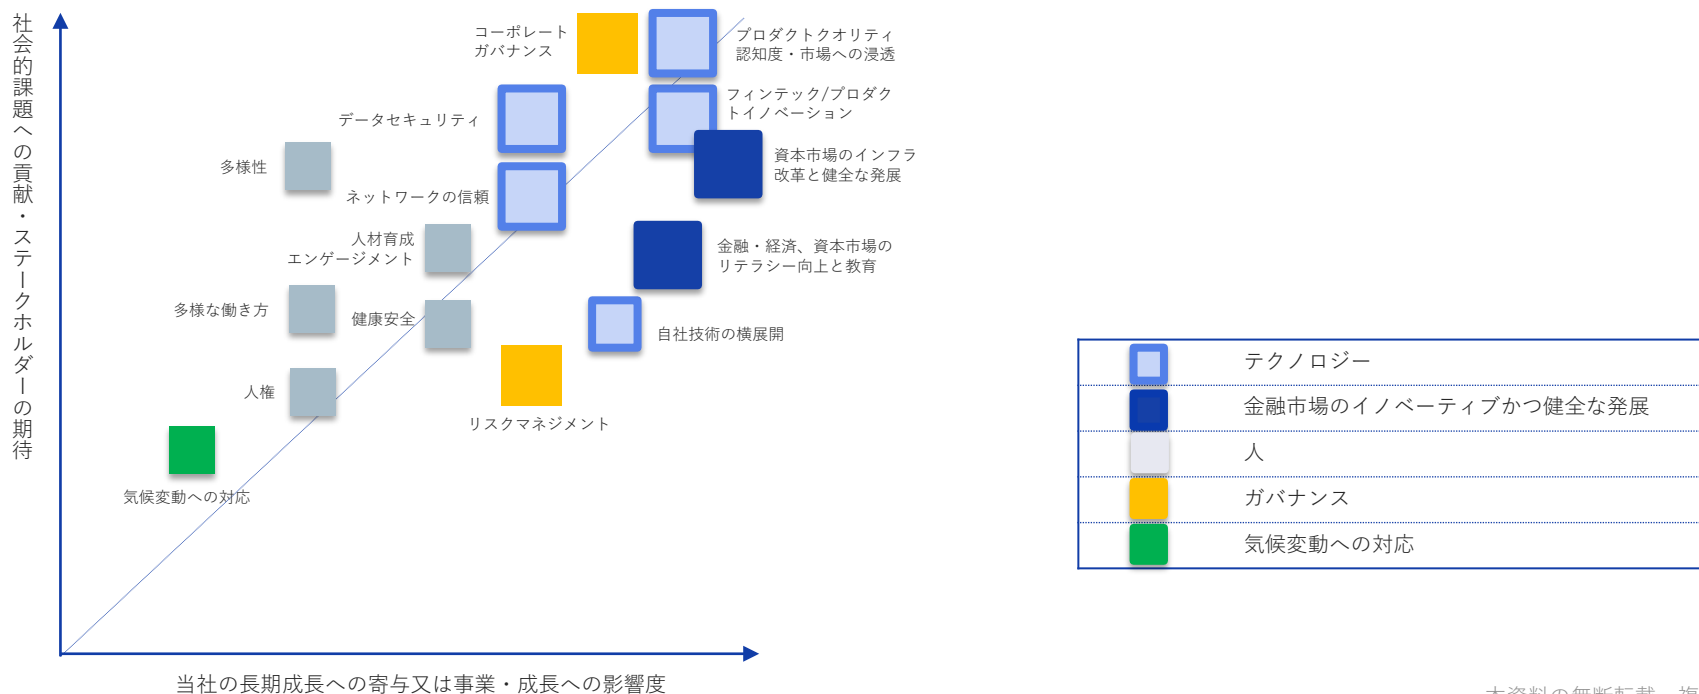 社会的課題への貢献・ステークホルダーの期待
コーポレート
ガバナンス
プロダクトクオリティ
認知度・市場への浸透
フィンテック/プロダク
トイノベーション
データセキュリティ
資本市場のインフラ
改革と健全な発展
多様性
ネットワークの信頼
人材育成
エンゲージメント
金融・経済、資本市場の
リテラシー向上と教育
多様な働き方
健康安全
自社技術の横展開
人権
リスクマネジメント
気候変動への対応
当社の長期成長への寄与又は事業・成長への影響度
テクノロジー
金融市場のイノベーティブかつ健全な発展
人
ガバナンス
気候変動への対応
本資料の無断転載、複